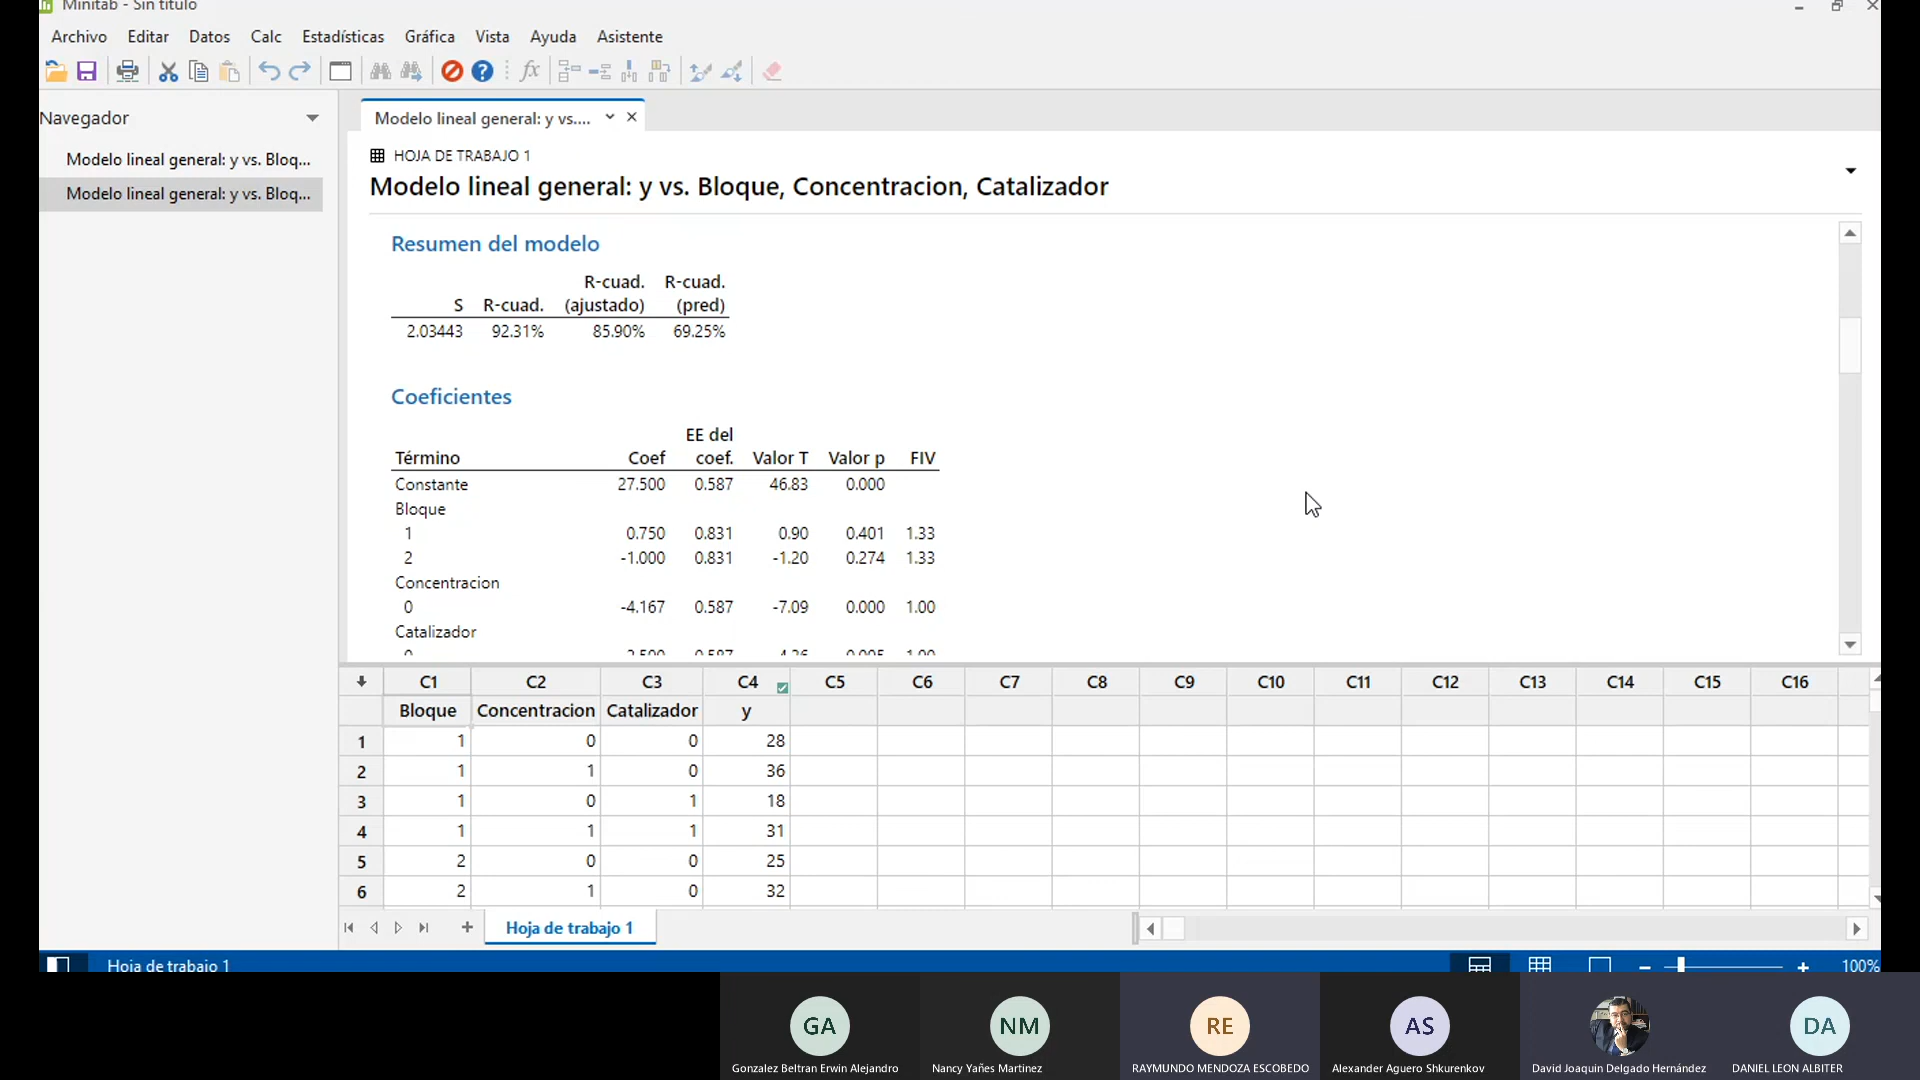 Minitab - Sin título
Archivo Editar Datos Calc Estadísticas Gráfica Vista Ayuda Asistente
Navegador
Modelo lineal general: y vs. Bloq...
Modelo lineal general: y vs. Bloq...
Modelo lineal general: y vs....
HOJA DE TRABAJO 1
Modelo lineal general: y vs. Bloque, Concentracion, Catalizador
Resumen del modelo
R-cuad. R-cuad.
S R-cuad. (ajustado) (pred)
2.03443 92.31% 85.90% 69.25%
Coeficientes
EE del
Término Coef coef. Valor T Valor p FIV
Constante 27.500 0.587 46.83 0.000
Bloque
1 0.750 0.831 0.90 0.401 1.33
2 -1.000 0.831 -1.20 0.274 1.33
Concentracion
0 -4.167 0.587 -7.09 0.000 1.00
Catalizador
C1 C2 C3 C4 C5 C6 C7 C8 C9 C10 C11 C12 C13 C14 C15 C16
Bloque Concentracion Catalizador y
1 1 0 0 28
2 1 1 0 36
3 1 0 1 18
4 1 1 1 31
5 2 0 0 25
6 2 1 0 32
Hoja de trabajo 1
Hoja de trabajo 1 100%
GA NM RE AS DA
Gonzalez Beltran Erwin Alejandro Nancy Yañes Martinez RAYMUNDO MENDOZA ESCOBEDO Alexander Aguero Shkurenkov David Joaquin Delgado Hernández DANIEL LEON ALBITER